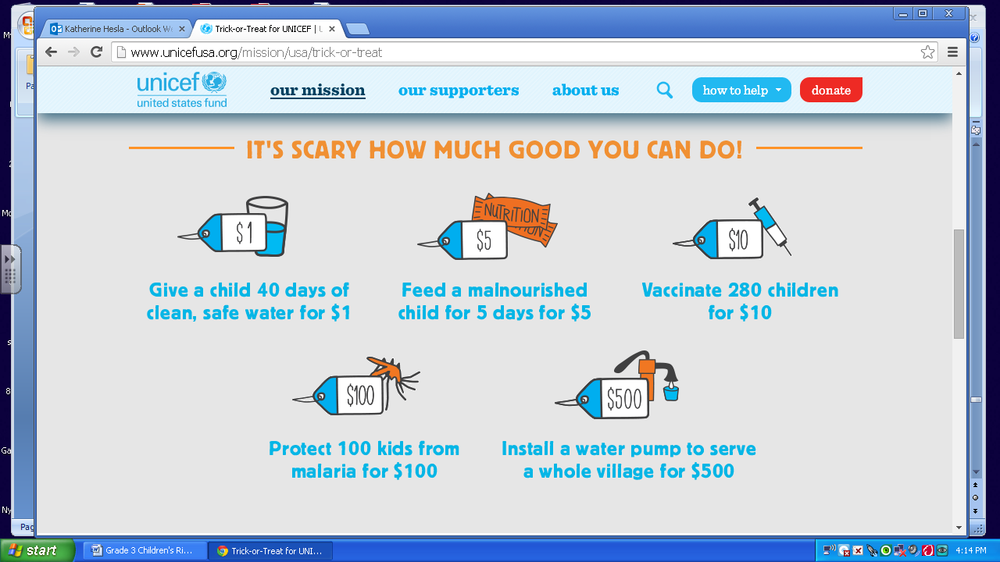 Katherine Hesla - Outlook W
Trick-or-Treat for UNICEF |
www.unicefusa.org/mission/usa/trick-or-treat
unicef
united states fund
our mission
our supporters
about us
how to help
donate
IT'S SCARY HOW MUCH GOOD YOU CAN DO!
$1
NUTRITION
$5
$10
Give a child 40 days of
clean, safe water for $1
Feed a malnourished
child for 5 days for $5
Vaccinate 280 children
for $10
$100
$500
Protect 100 kids from
malaria for $100
Install a water pump to serve
a whole village for $500
start
Grade 3 Children's Ri...
Trick-or-Treat for UNI...
4:14 PM